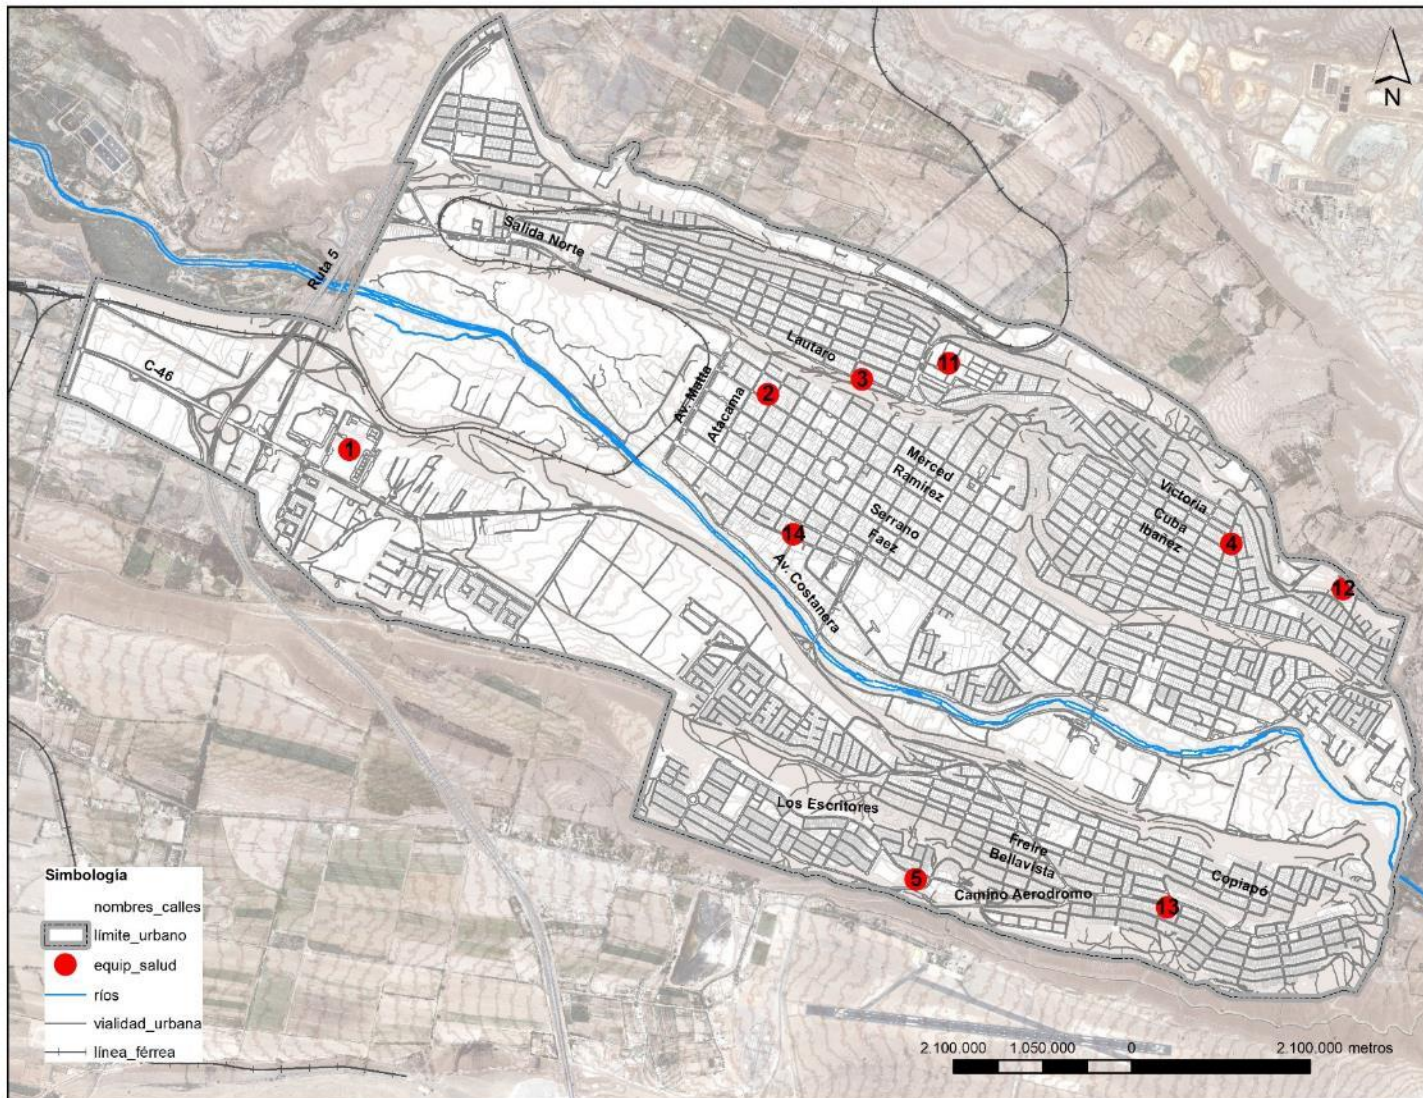 N
Salida Norte
Ruta 5
Lautaro
11
C-46
Av. Matta
3
2
Atacama
1
Merced
Ramírez
Victoria
Cuba
Ibañez
Serrano
Faez
14
4
Av. Costanera
12
Los Escritores
Freire
Bellavista
Copiapó
5
Camino Aerodromo
13
Simbología
nombres_calles
límite_urbano
equip_salud
ríos
vialidad_urbana
línea_férrea
2.100.000 1.050.000 0 2.100.000 metros